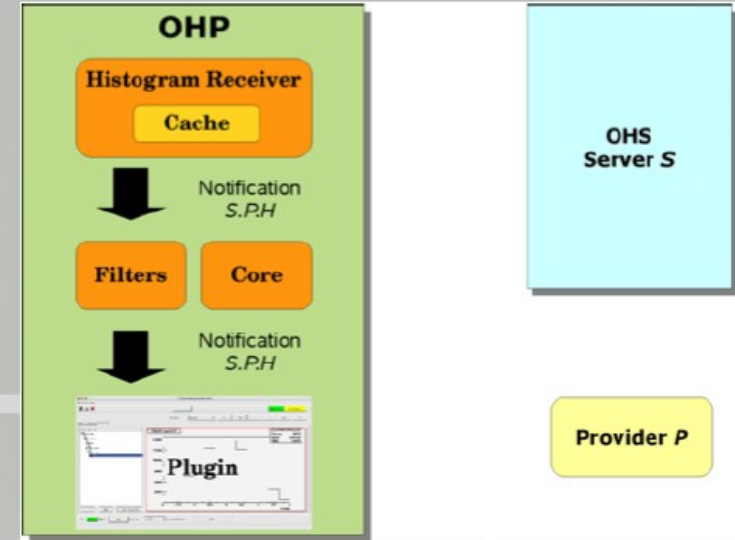 OHP
Histogram Receiver
Cache
Notification
S.P.H
Filters
Core
Notification
S.P.H
Plugin
OHS
Server S
Provider P